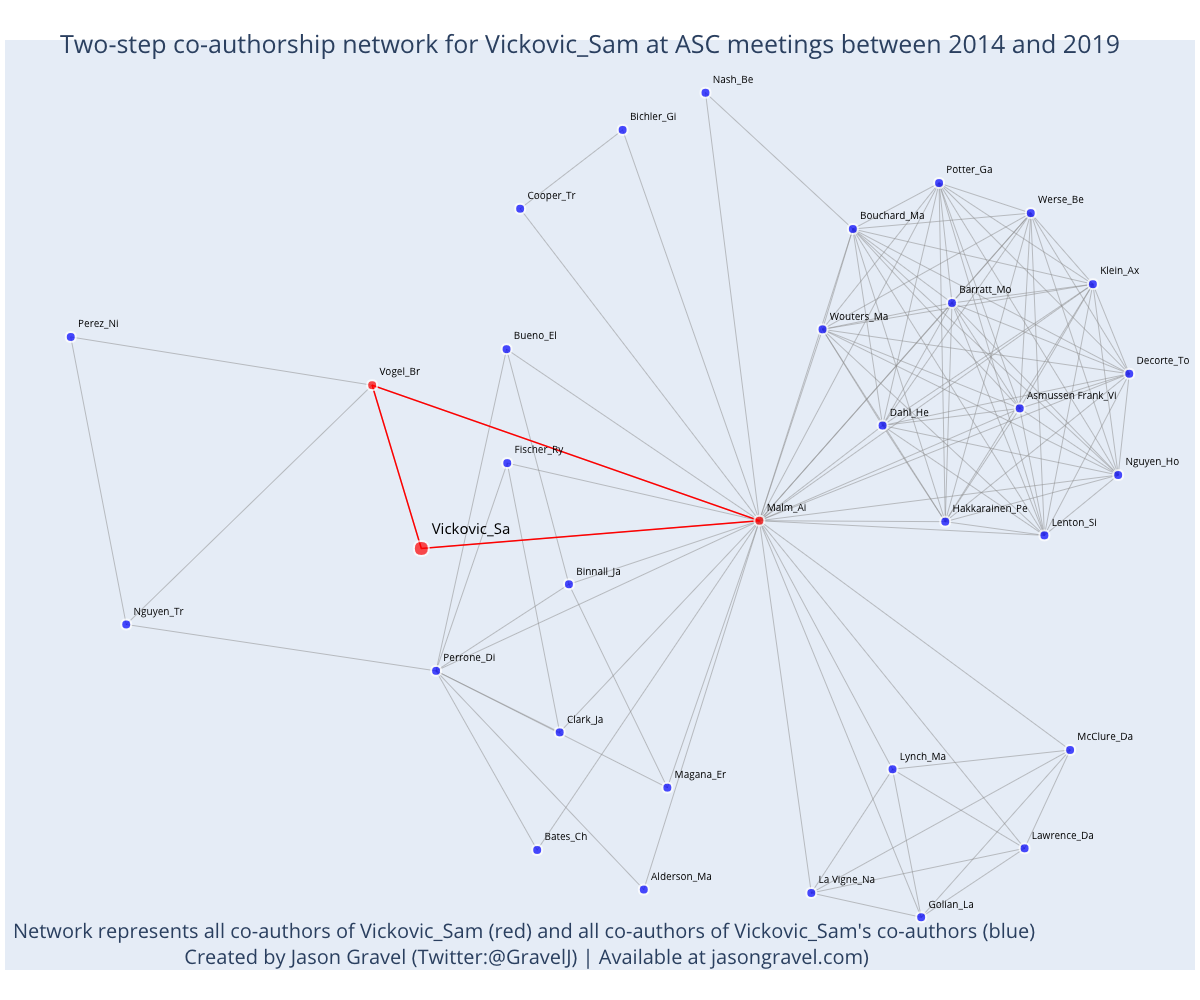 Two-step co-authorship network for Vickovic_Sam at ASC meetings between 2014 and 2019
Nash_Be
Bichler_Gi
Potter_Ga
Cooper_Tr
Werse_Be
Bouchard_Ma
Klein_Ax
Barratt_Mo
Wouters_Ma
Perez_Ni
Bueno_El
Decorte_To
Vogel_Br
Asmussen Frank_Vi
Dahl_He
Fischer_Ry
Nguyen_Ho
Malm_Ai
Hakkarainen_Pe
Lenton_Si
Vickovic_Sa
Binnall_Ja
Nguyen_Tr
Perrone_Di
Clark_Ja
McClure_Da
Lynch_Ma
Magana_Er
Bates_Ch
Lawrence_Da
Alderson_Ma
La Vigne_Na
Golian_La
Network represents all co-authors of Vickovic_Sam (red) and all co-authors of Vickovic_Sam's co-authors (blue)
Created by Jason Gravel (Twitter:@GravelJ) | Available at jasongravel.com)